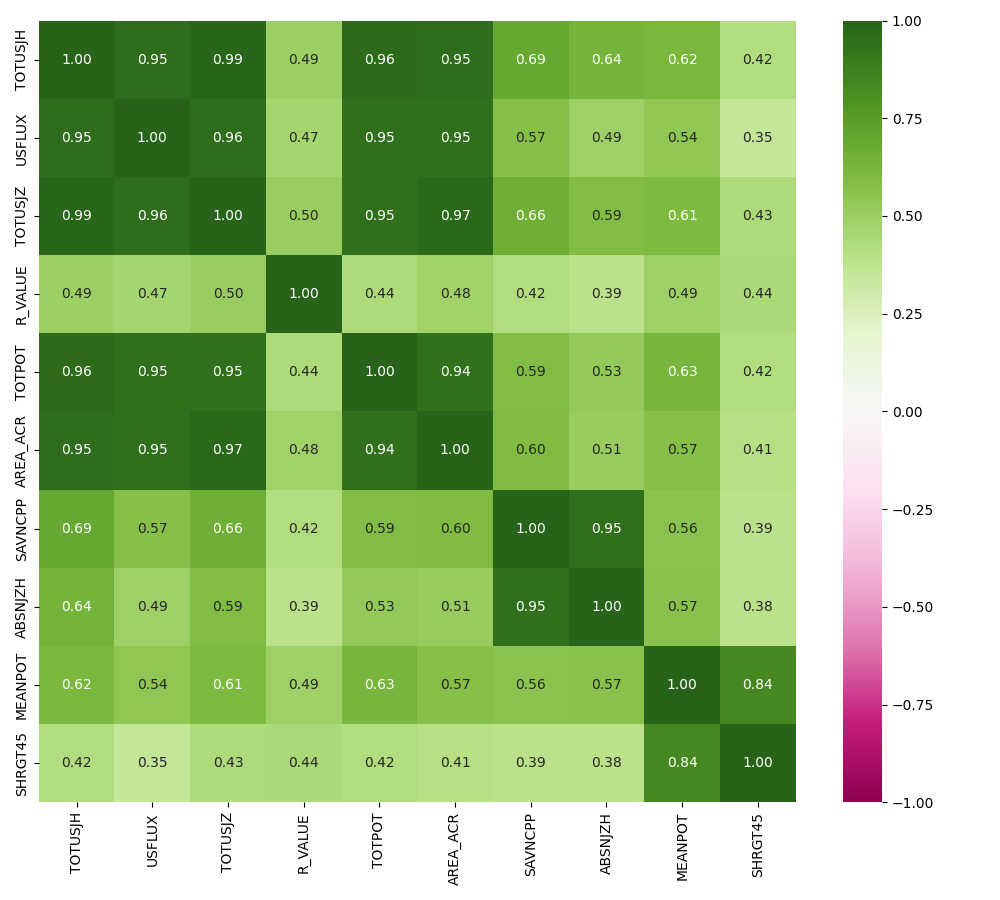 TOTUSJH 1.00 0.95 0.99 0.49 0.96 0.95 0.69 0.64 0.62 0.42
USFLUX 0.95 1.00 0.96 0.47 0.95 0.95 0.57 0.49 0.54 0.35
TOTUSJZ 0.99 0.96 1.00 0.50 0.95 0.97 0.66 0.59 0.61 0.43
R_VALUE 0.49 0.47 0.50 1.00 0.44 0.48 0.42 0.39 0.49 0.44
TOTPOT 0.96 0.95 0.95 0.44 1.00 0.94 0.59 0.53 0.63 0.42
AREA_ACR 0.95 0.95 0.97 0.48 0.94 1.00 0.60 0.51 0.57 0.41
SAVNCPP 0.69 0.57 0.66 0.42 0.59 0.60 1.00 0.95 0.56 0.39
ABSNJZH 0.64 0.49 0.59 0.39 0.53 0.51 0.95 1.00 0.57 0.38
MEANPOT 0.62 0.54 0.61 0.49 0.63 0.57 0.56 0.57 1.00 0.84
SHRGT45 0.42 0.35 0.43 0.44 0.42 0.41 0.39 0.38 0.84 1.00
TOTUSJH USFLUX TOTUSJZ R_VALUE TOTPOT AREA_ACR SAVNCPP ABSNJZH MEANPOT SHRGT45
1.00
0.75
0.50
0.25
0.00
−0.25
−0.50
−0.75
−1.00